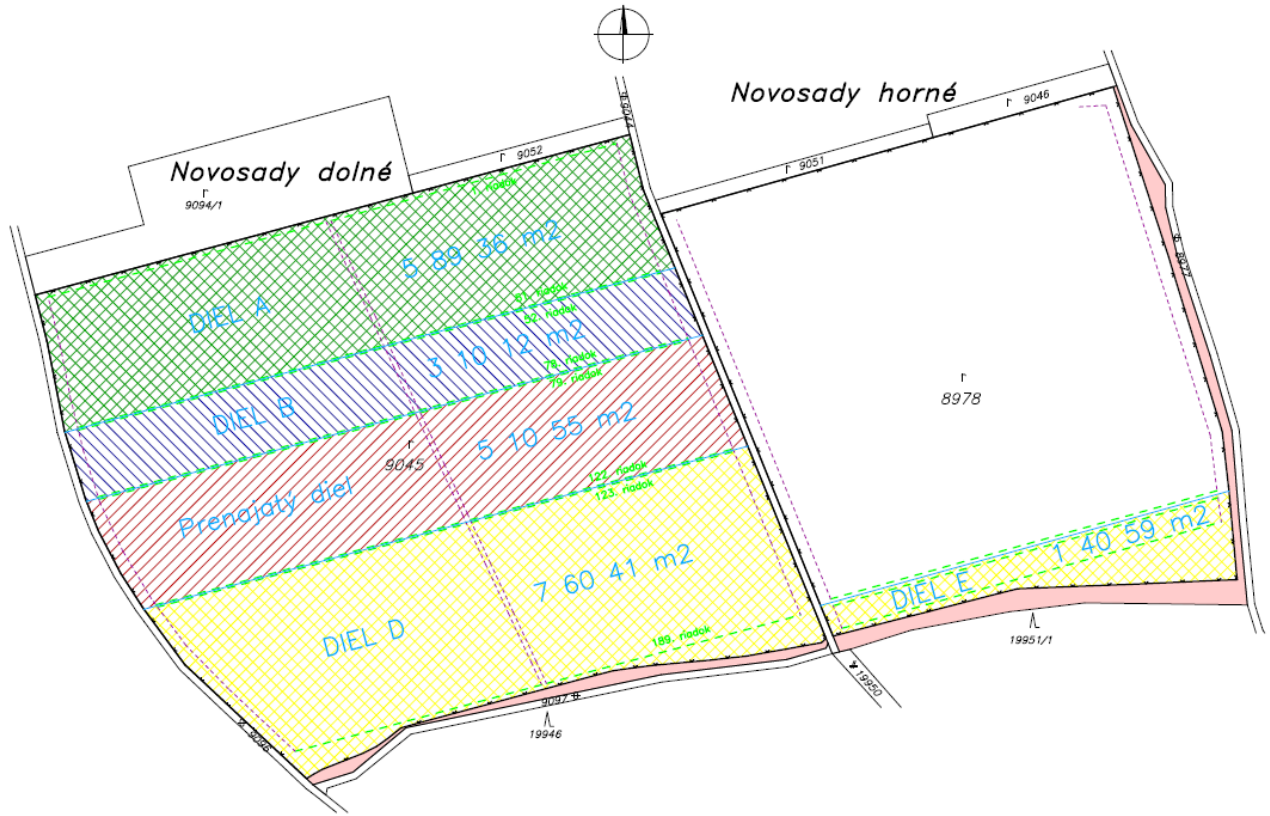 Novosady horné
9046
9044
9051
9052
Novosady dolné
9094/1
1. riadok
5 89 36 m2
DIEL A
8977
51. riadok
52. riadok
3 10 12 m2
DIEL B
78. riadok
79. riadok
8978
5 10 55 m2
9045
122. riadok
123. riadok
Prenajatý diel
1 40 59 m2
DIEL E
7 60 41 m2
DIEL D
189. riadok
19951/1
19950
9097
19946
9096